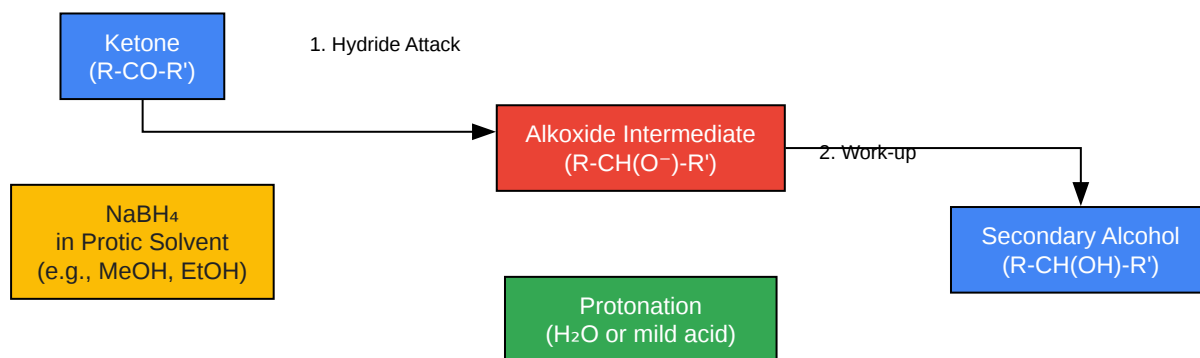 Ketone
(R-CO-R')
1. Hydride Attack
Alkoxide Intermediate
(R-CH(O⁻)-R')
2. Work-up
NaBH₄
in Protic Solvent
(e.g., MeOH, EtOH)
Secondary Alcohol
(R-CH(OH)-R')
Protonation
(H₂O or mild acid)